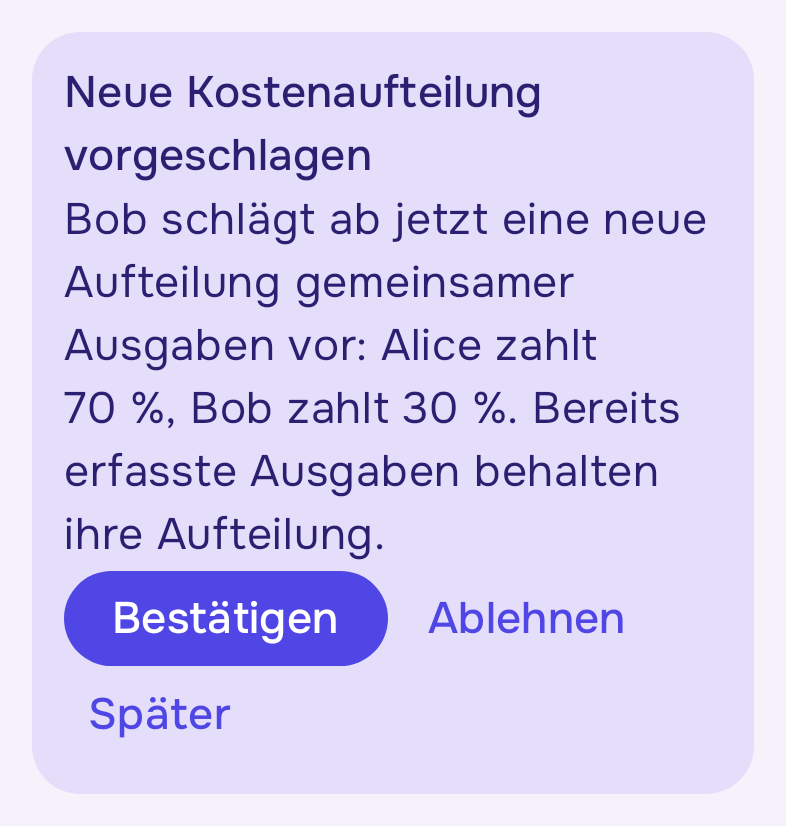 Neue Kostenaufteilung
vorgeschlagen
Bob schlägt ab jetzt eine neue
Aufteilung gemeinsamer
Ausgaben vor: Alice zahlt
70 %, Bob zahlt 30 %. Bereits
erfasste Ausgaben behalten
ihre Aufteilung.
Bestätigen Ablehnen
Später